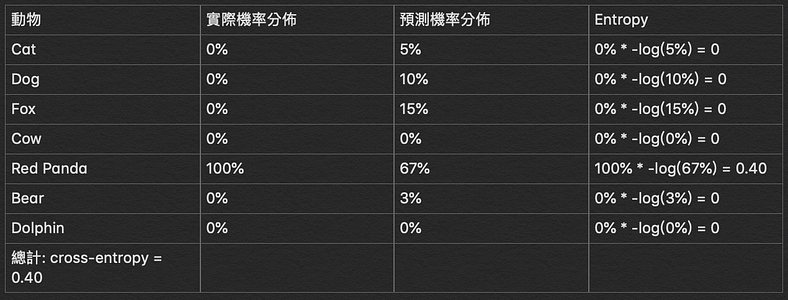 動物 實際機率分佈 預測機率分佈 Entropy
Cat 0% 5% 0% * -log(5%) = 0
Dog 0% 10% 0% * -log(10%) = 0
Fox 0% 15% 0% * -log(15%) = 0
Cow 0% 0% 0% * -log(0%) = 0
Red Panda 100% 67% 100% * -log(67%) = 0.40
Bear 0% 3% 0% * -log(3%) = 0
Dolphin 0% 0% 0% * -log(0%) = 0
總計: cross-entropy =
0.40